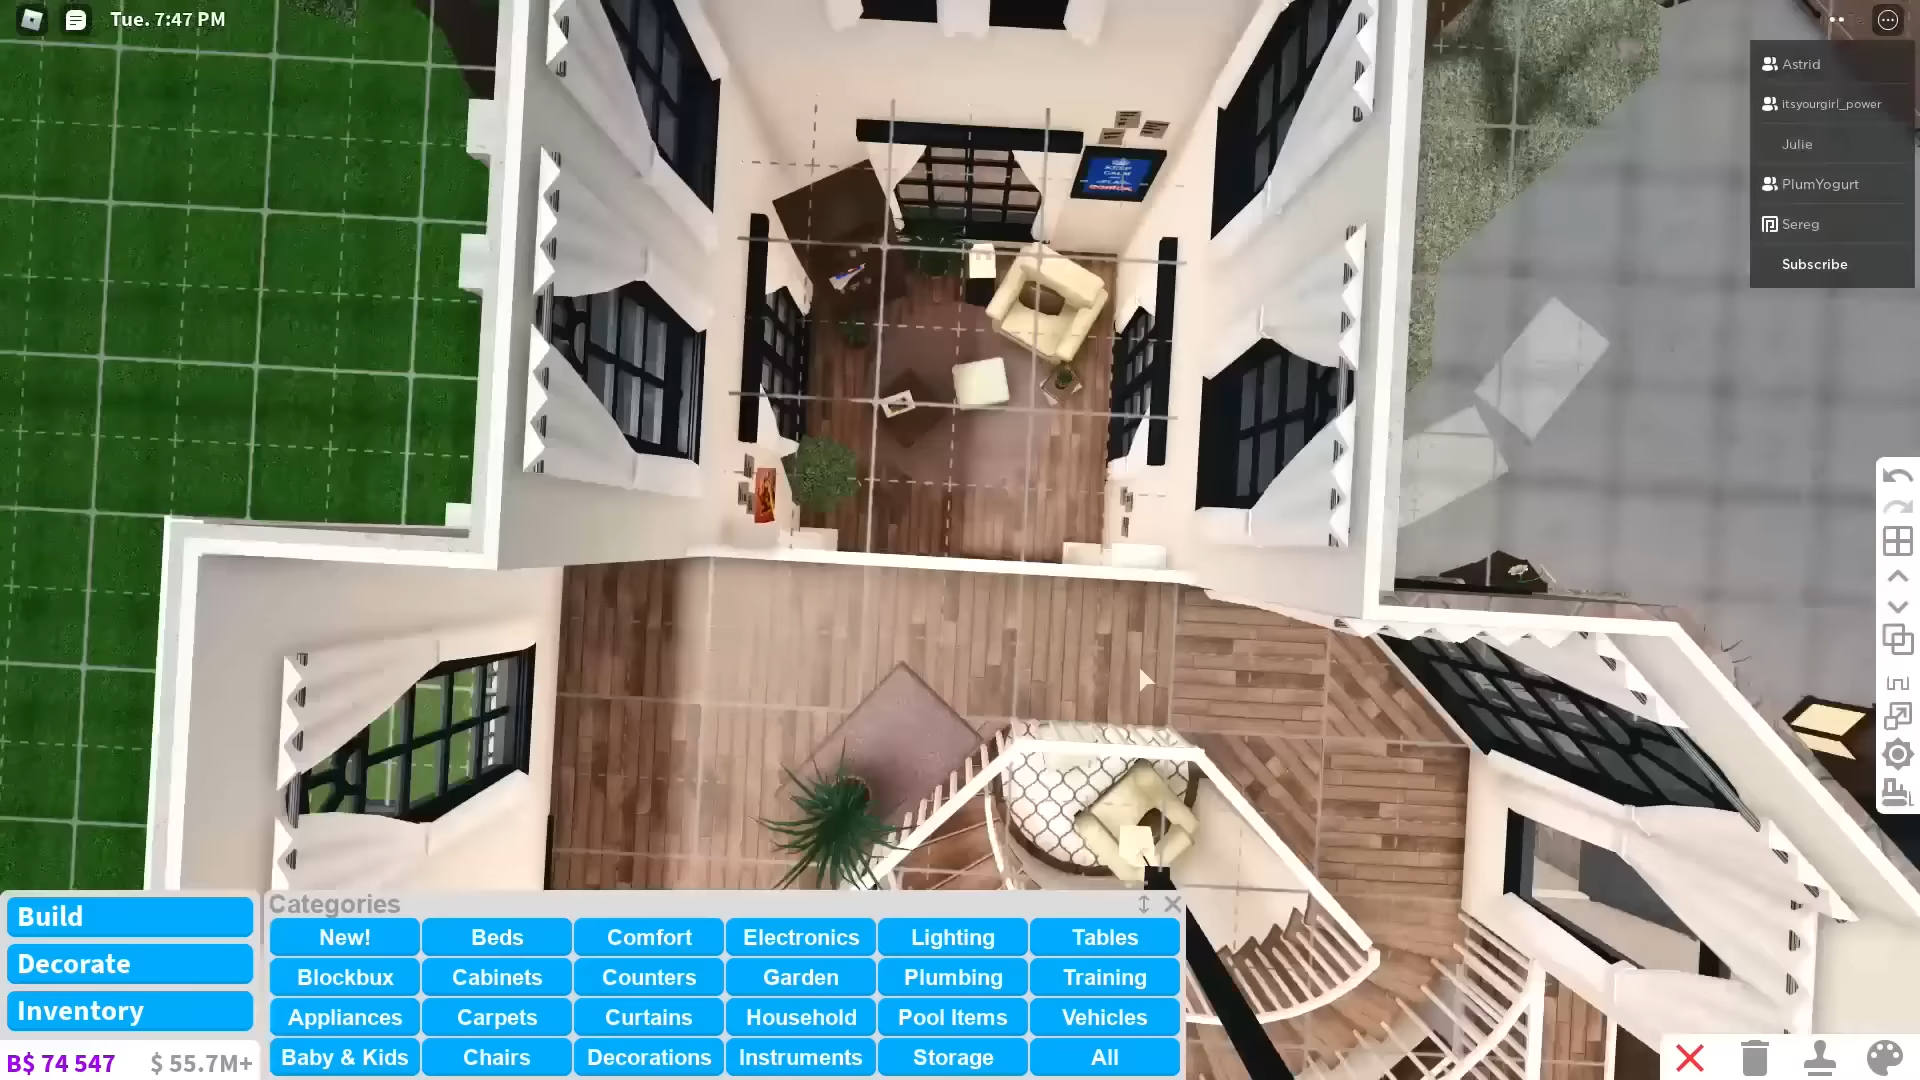 Tue. 7:47 PM
Astrid
itsyourgirl_power
Julie
PlumYogurt
Sereg
Subscribe
KEEP
CALM
Build
Decorate
Inventory
B$ 74 547
$ 55.7M+
Categories
New!
Beds
Comfort
Electronics
Lighting
Tables
Blockbux
Cabinets
Counters
Garden
Plumbing
Training
Appliances
Carpets
Curtains
Household
Pool Items
Vehicles
Baby & Kids
Chairs
Decorations
Instruments
Storage
All